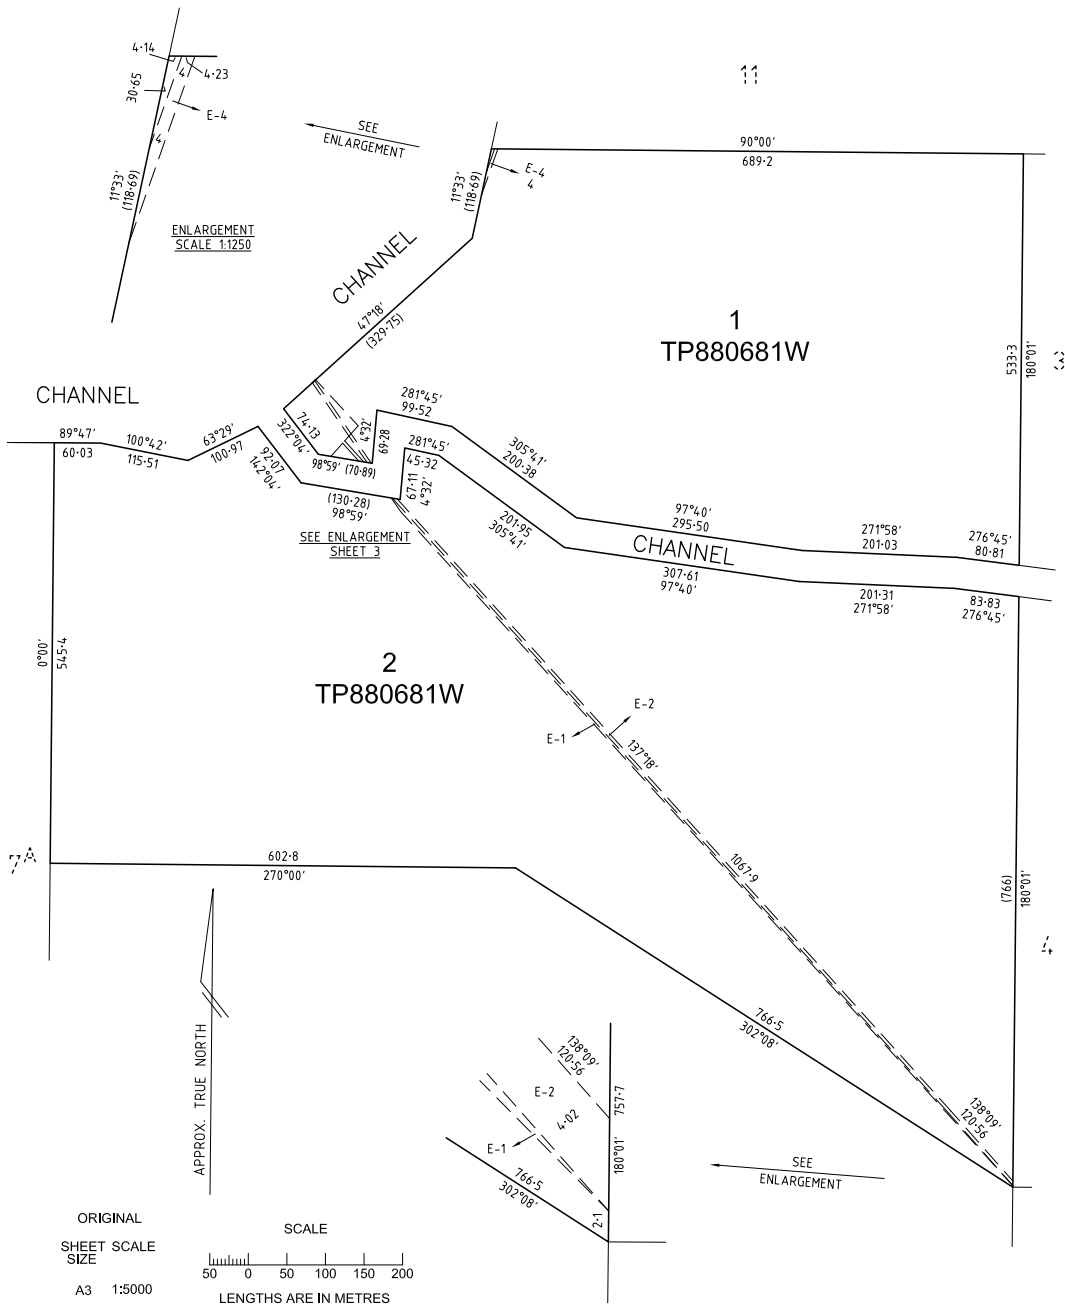 4·14
4
4·23
30·65
E-4
4
11°33'
(118·69)
ENLARGEMENT
SCALE 1:1250
SEE
ENLARGEMENT
11
90°00'
689·2
E-4
4
11°33'
(118·69)
CHANNEL
47°18'
(329·75)
1
TP880681W
533·3
180°01'
3
CHANNEL
89°47'
60·03
100°42'
115·51
63°29'
100·97
92·07
142°04'
74·13
322°04'
4°32'
69·28
98°59'
(70·89)
281°45'
99·52
281°45'
45·32
67·11
4°32'
(130·28)
98°59'
SEE ENLARGEMENT
SHEET 3
305°41'
200·38
201·95
305°41'
97°40'
295·50
CHANNEL
307·61
97°40'
271°58'
201·03
276°45'
80·81
201·31
271°58'
83·83
276°45'
0°00'
545·4
2
TP880681W
E-2
E-1
137°18'
1067·9
7A
602·8
270°00'
(766)
180°01'
4
766·5
302°08'
138°09'
120·56
APPROX. TRUE NORTH
138°09'
120·56
E-2
4·02
E-1
757·7
180°01'
766·5
302°08'
2·1
SEE
ENLARGEMENT
ORIGINAL
SHEET SCALE
SIZE
A3 1:5000
SCALE
50 0 50 100 150 200
LENGTHS ARE IN METRES